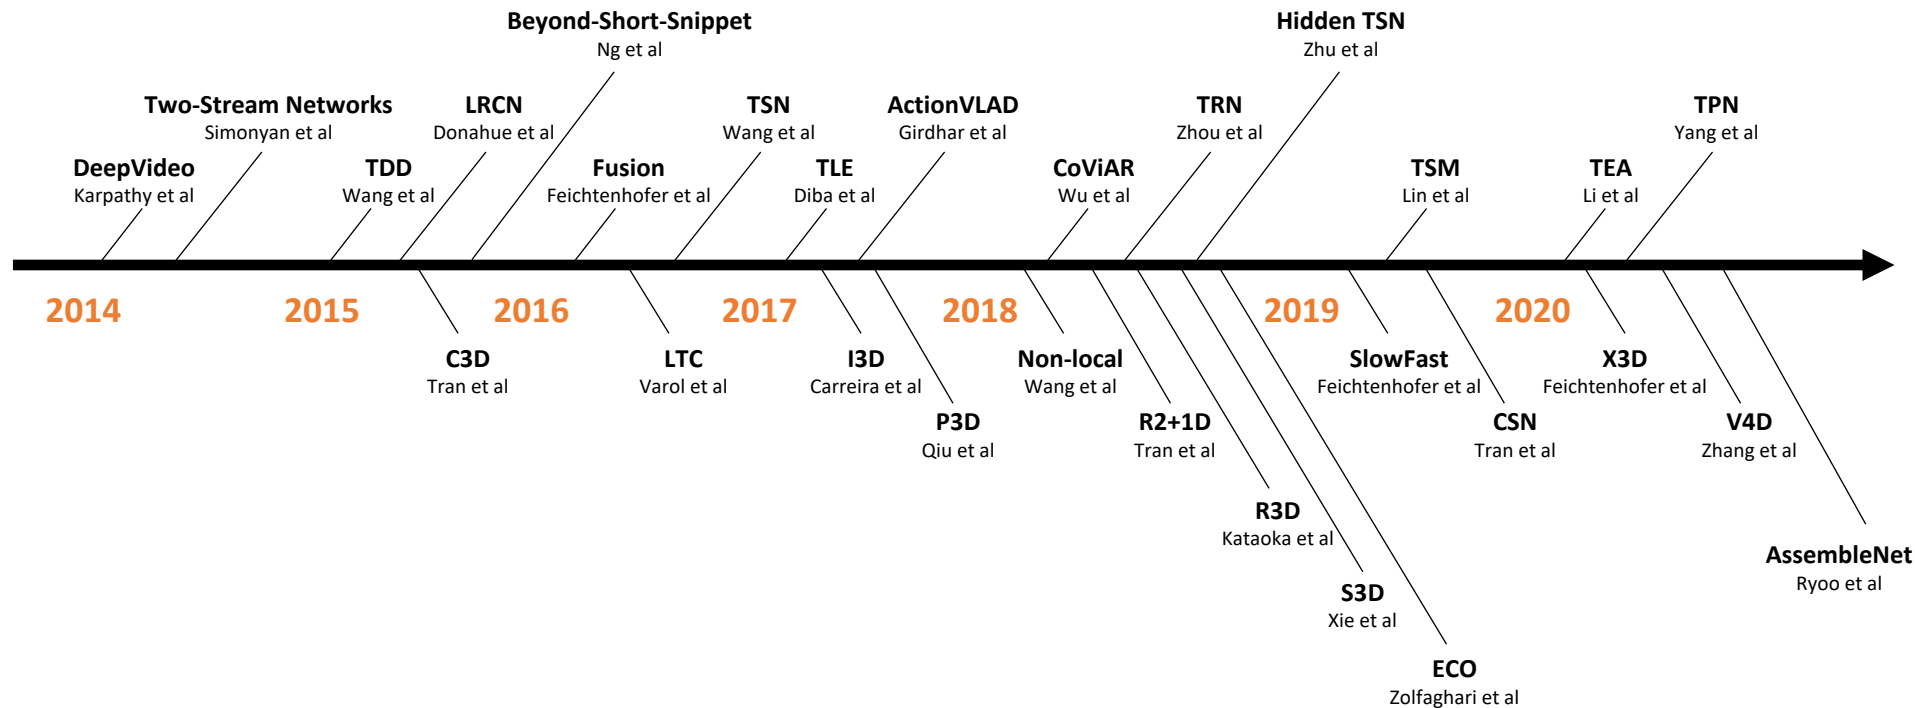 Beyond-Short-Snippet
Ng et al
Hidden TSN
Zhu et al
Two-Stream Networks
Simonyan et al
LRCN
Donahue et al
TSN
Wang et al
ActionVLAD
Girdhar et al
TRN
Zhou et al
TPN
Yang et al
DeepVideo
Karpathy et al
TDD
Wang et al
Fusion
Feichtenhofer et al
TLE
Diba et al
CoViAR
Wu et al
TSM
Lin et al
TEA
Li et al
2014
2015
2016
2017
2018
2019
2020
C3D
Tran et al
LTC
Varol et al
I3D
Carreira et al
Non-local
Wang et al
SlowFast
Feichtenhofer et al
X3D
Feichtenhofer et al
P3D
Qiu et al
R2+1D
Tran et al
CSN
Tran et al
V4D
Zhang et al
R3D
Kataoka et al
AssembleNet
Ryoo et al
S3D
Xie et al
ECO
Zolfaghari et al